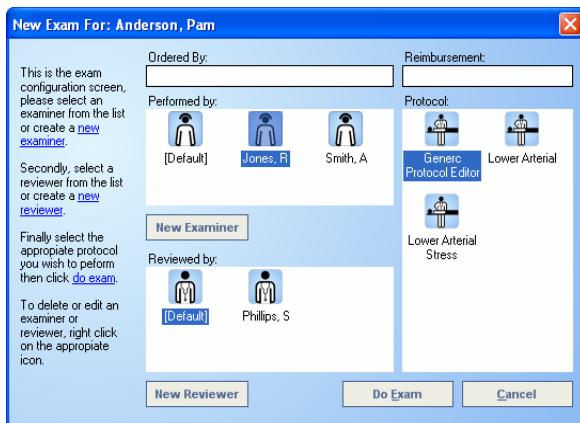 New Exam For: Anderson, Pam
This is the exam
configuration screen,
please select an
examiner from the list
or create a new
examiner.
Secondly, select a
reviewer from the list
or create a new
reviewer.
Finally select the
appropiate protocol
you wish to peform
then click do exam.
To delete or edit an
examiner or
reviewer, right click
on the appropiate
icon.
Ordered By:
Performed by:
[Default]
Jones, R
Smith, A
New Examiner
Reviewed by:
[Default]
Phillips, S
New Reviewer
Reimbursement:
Protocol:
Generc
Protocol Editor
Lower Arterial
Lower Arterial
Stress
Do Exam
Cancel